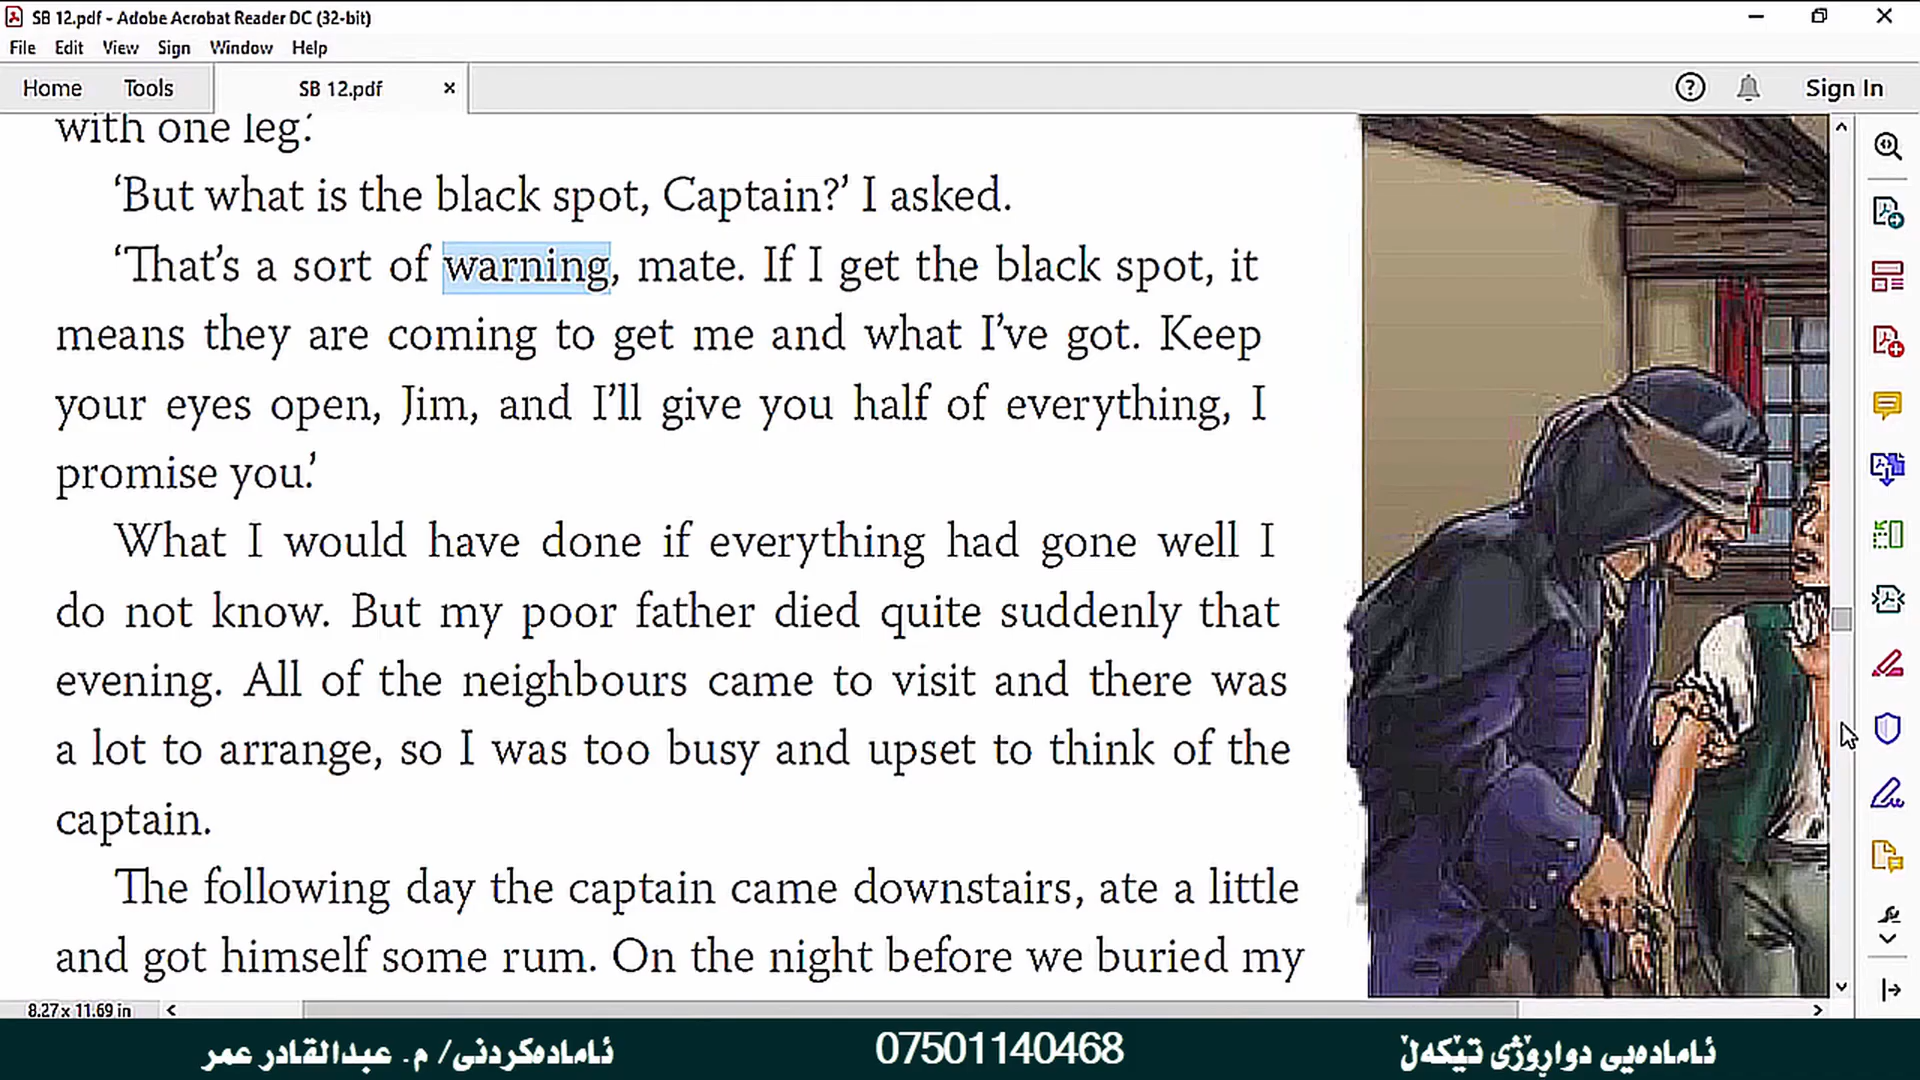 SB 12.pdf - Adobe Acrobat Reader DC (32-bit)
File Edit View Sign Window Help
Home Tools SB 12.pdf × Sign In
with one leg.’
‘But what is the black spot, Captain?’ I asked.
‘That’s a sort of warning, mate. If I get the black spot, it
means they are coming to get me and what I’ve got. Keep
your eyes open, Jim, and I’ll give you half of everything, I
promise you.’
What I would have done if everything had gone well I
do not know. But my poor father died quite suddenly that
evening. All of the neighbours came to visit and there was
a lot to arrange, so I was too busy and upset to think of the
captain.
The following day the captain came downstairs, ate a little
and got himself some rum. On the night before we buried my
8.27 x 11.69 in
ئامادەیی دواڕۆژی تێکەڵ 07501140468 ئامادەکردنی/ م. عبدالقادر عمر